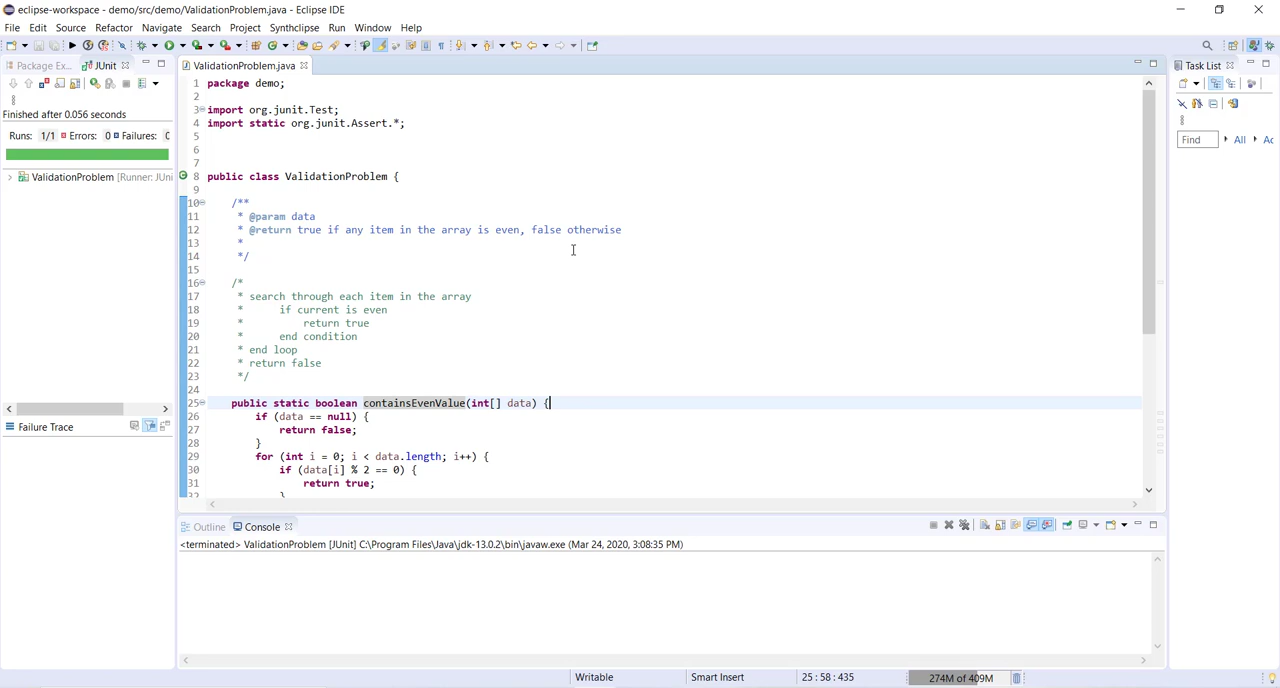 eclipse-workspace - demo/src/demo/ValidationProblem.java - Eclipse IDE
File Edit Source Refactor Navigate Search Project Synthclipse Run Window Help
Package Ex... JUnit
Finished after 0.056 seconds
Runs: 1/1 Errors: 0 Failures: 0
ValidationProblem [Runner: JUni
Failure Trace
ValidationProblem.java
1 package demo;
2
3 import org.junit.Test;
4 import static org.junit.Assert.*;
5
6
7
8 public class ValidationProblem {
9
10 /**
11 * @param data
12 * @return true if any item in the array is even, false otherwise
13 *
14 */
15
16 /*
17 * search through each item in the array
18 * if current is even
19 * return true
20 * end condition
21 * end loop
22 * return false
23 */
24
25 public static boolean containsEvenValue(int[] data) {
26 if (data == null) {
27 return false;
28 }
29 for (int i = 0; i < data.length; i++) {
30 if (data[i] % 2 == 0) {
31 return true;
32 }
Task List
Find All Ac
Outline Console
<terminated> ValidationProblem [JUnit] C:\Program Files\Java\jdk-13.0.2\bin\javaw.exe (Mar 24, 2020, 3:08:35 PM)
Writable Smart Insert 25 : 58 : 435 274M of 409M